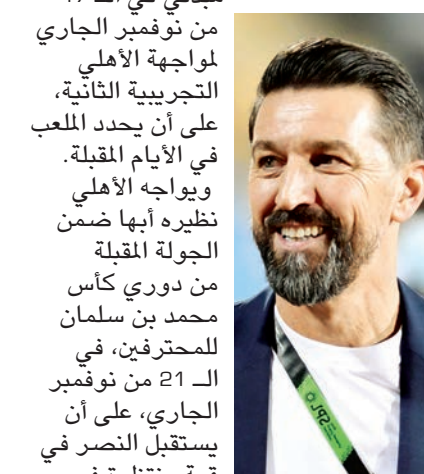 من نوفمبر الجاري
لمواجهة الأهلي
التجريبية الثانية،
على أن يحدد الملعب
في الأيام المقبلة.
ويواجه الأهلي
نظيره أبها ضمن
الجولة المقبلة
من دوري كأس
محمد بن سلمان
للمحترفين، في
الــ 21 من نوفمبر
الجاري، على أن
يستقبل النصر في
SPL